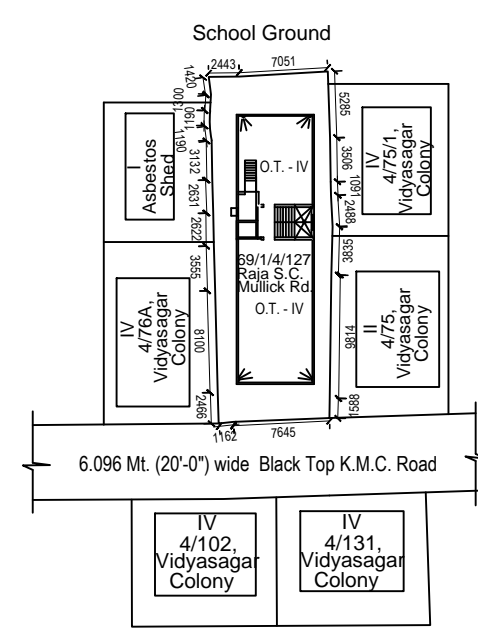 School Ground
2443
7051
1420
1300
1190
1190
3132
2631
2622
3555
8100
2466
5285
3506
1091
2488
3835
9814
1588
I
Asbestos
Shed
IV
4/75/1,
Vidyasagar
Colony
O.T. - IV
69/1/4/127
Raja S.C.
Mullick Rd.
O.T. - IV
IV
4/76A,
Vidyasagar
Colony
II
4/75,
Vidyasagar
Colony
1162
7645
6.096 Mt. (20'-0") wide Black Top K.M.C. Road
IV
4/102,
Vidyasagar
Colony
IV
4/131,
Vidyasagar
Colony